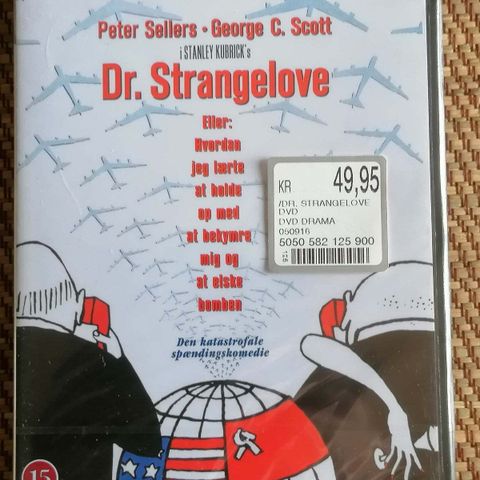 Peter Sellers · George C. Scott
i STANLEY KUBRICK's
Dr. Strangelove
Eller:
Hvordan
jeg lærte
at holde
op med
at bekymre
mig og
at elske
bomben
KR 49,95
/DR. STRANGELOVE
DVD
DVD DRAMA
050916
5050 582 125 900
Den katastrofale
spændingskomedie
15